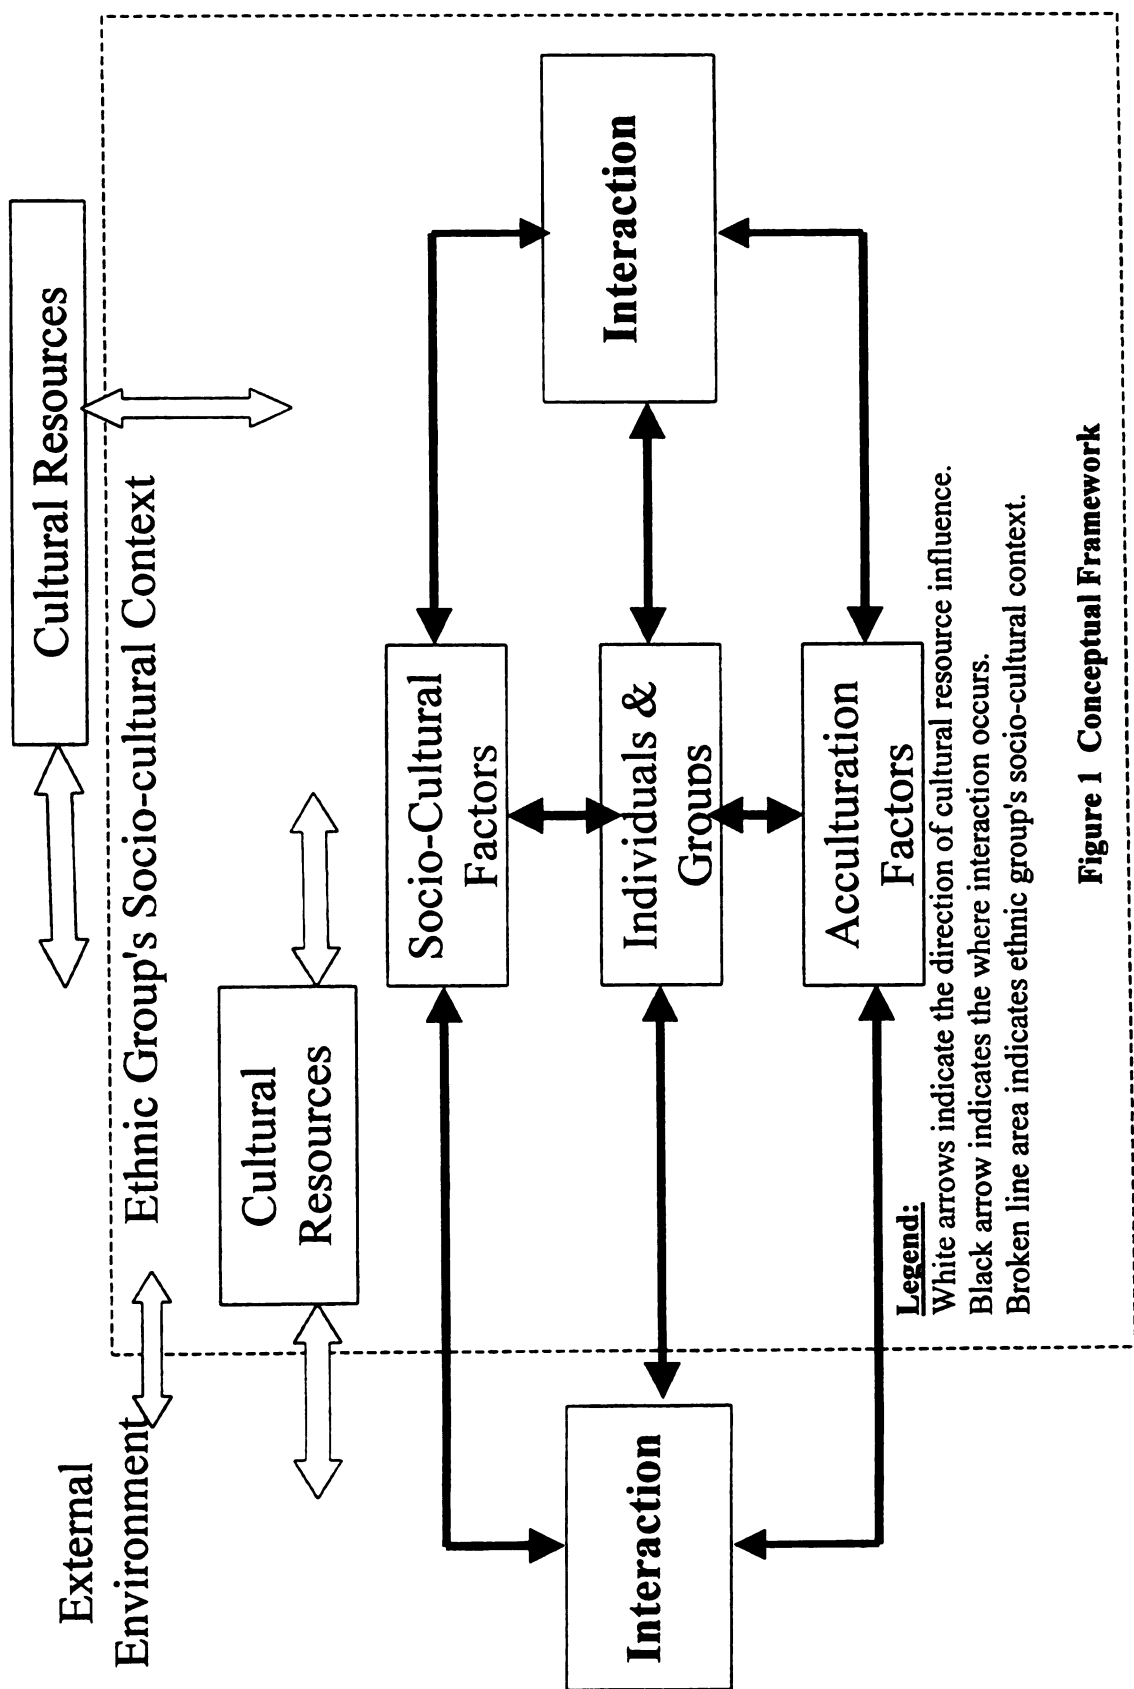 Cultural Resources
External
Environment
Ethnic Group's Socio-cultural Context
Cultural
Resources
Socio-Cultural
Factors
Interaction
Individuals &
Groups
Interaction
Acculturation
Factors
Legend:
White arrows indicate the direction of cultural resource influence.
Black arrow indicates the where interaction occurs.
Broken line area indicates ethnic group's socio-cultural context.
Figure 1 Conceptual Framework